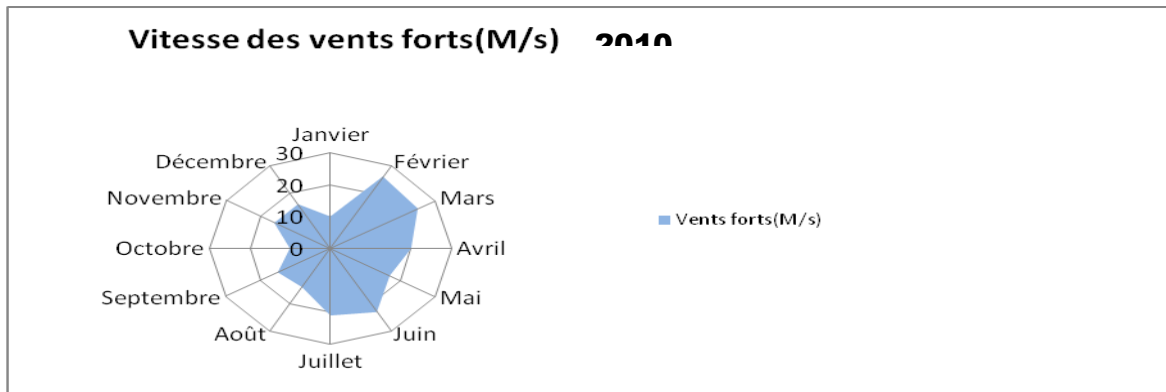 Vitesse des vents forts(M/s) 2010
Janvier
Décembre 30 Février
Novembre 20 Mars
10
Octobre 0 Avril
Vents forts(M/s)
Septembre Mai
Août Juin
Juillet